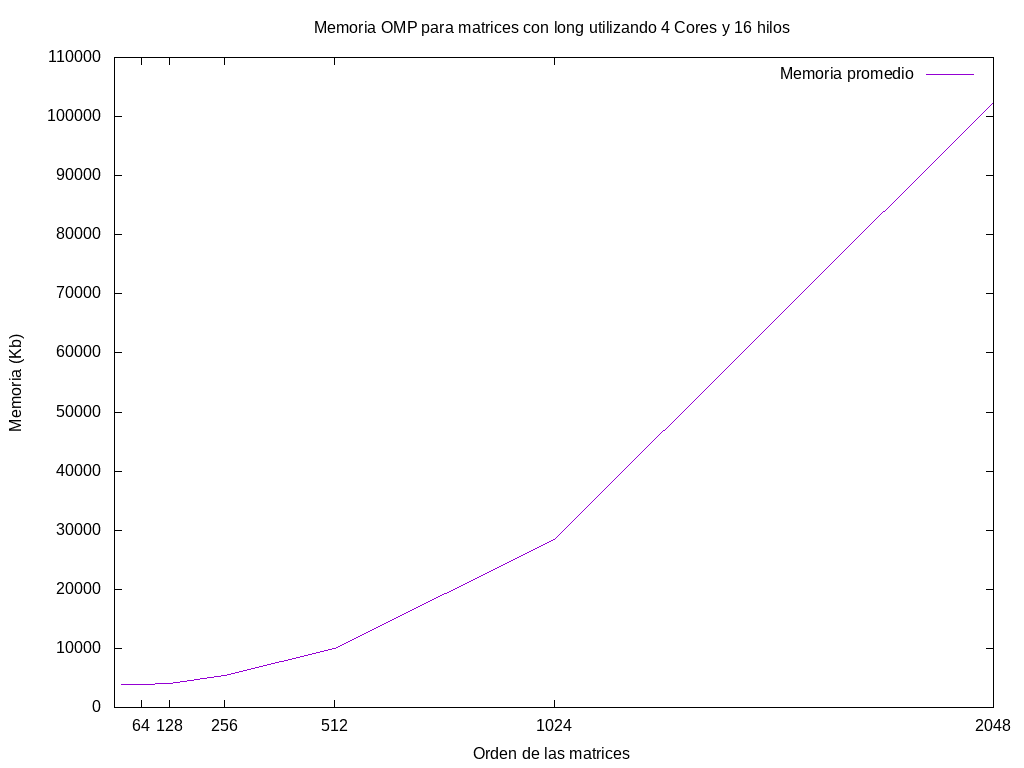 Memoria OMP para matrices con long utilizando 4 Cores y 16 hilos
Memoria promedio
110000
100000
90000
80000
70000
60000
50000
40000
30000
20000
10000
0
Memoria (Kb)
64 128 256 512 1024 2048
Orden de las matrices